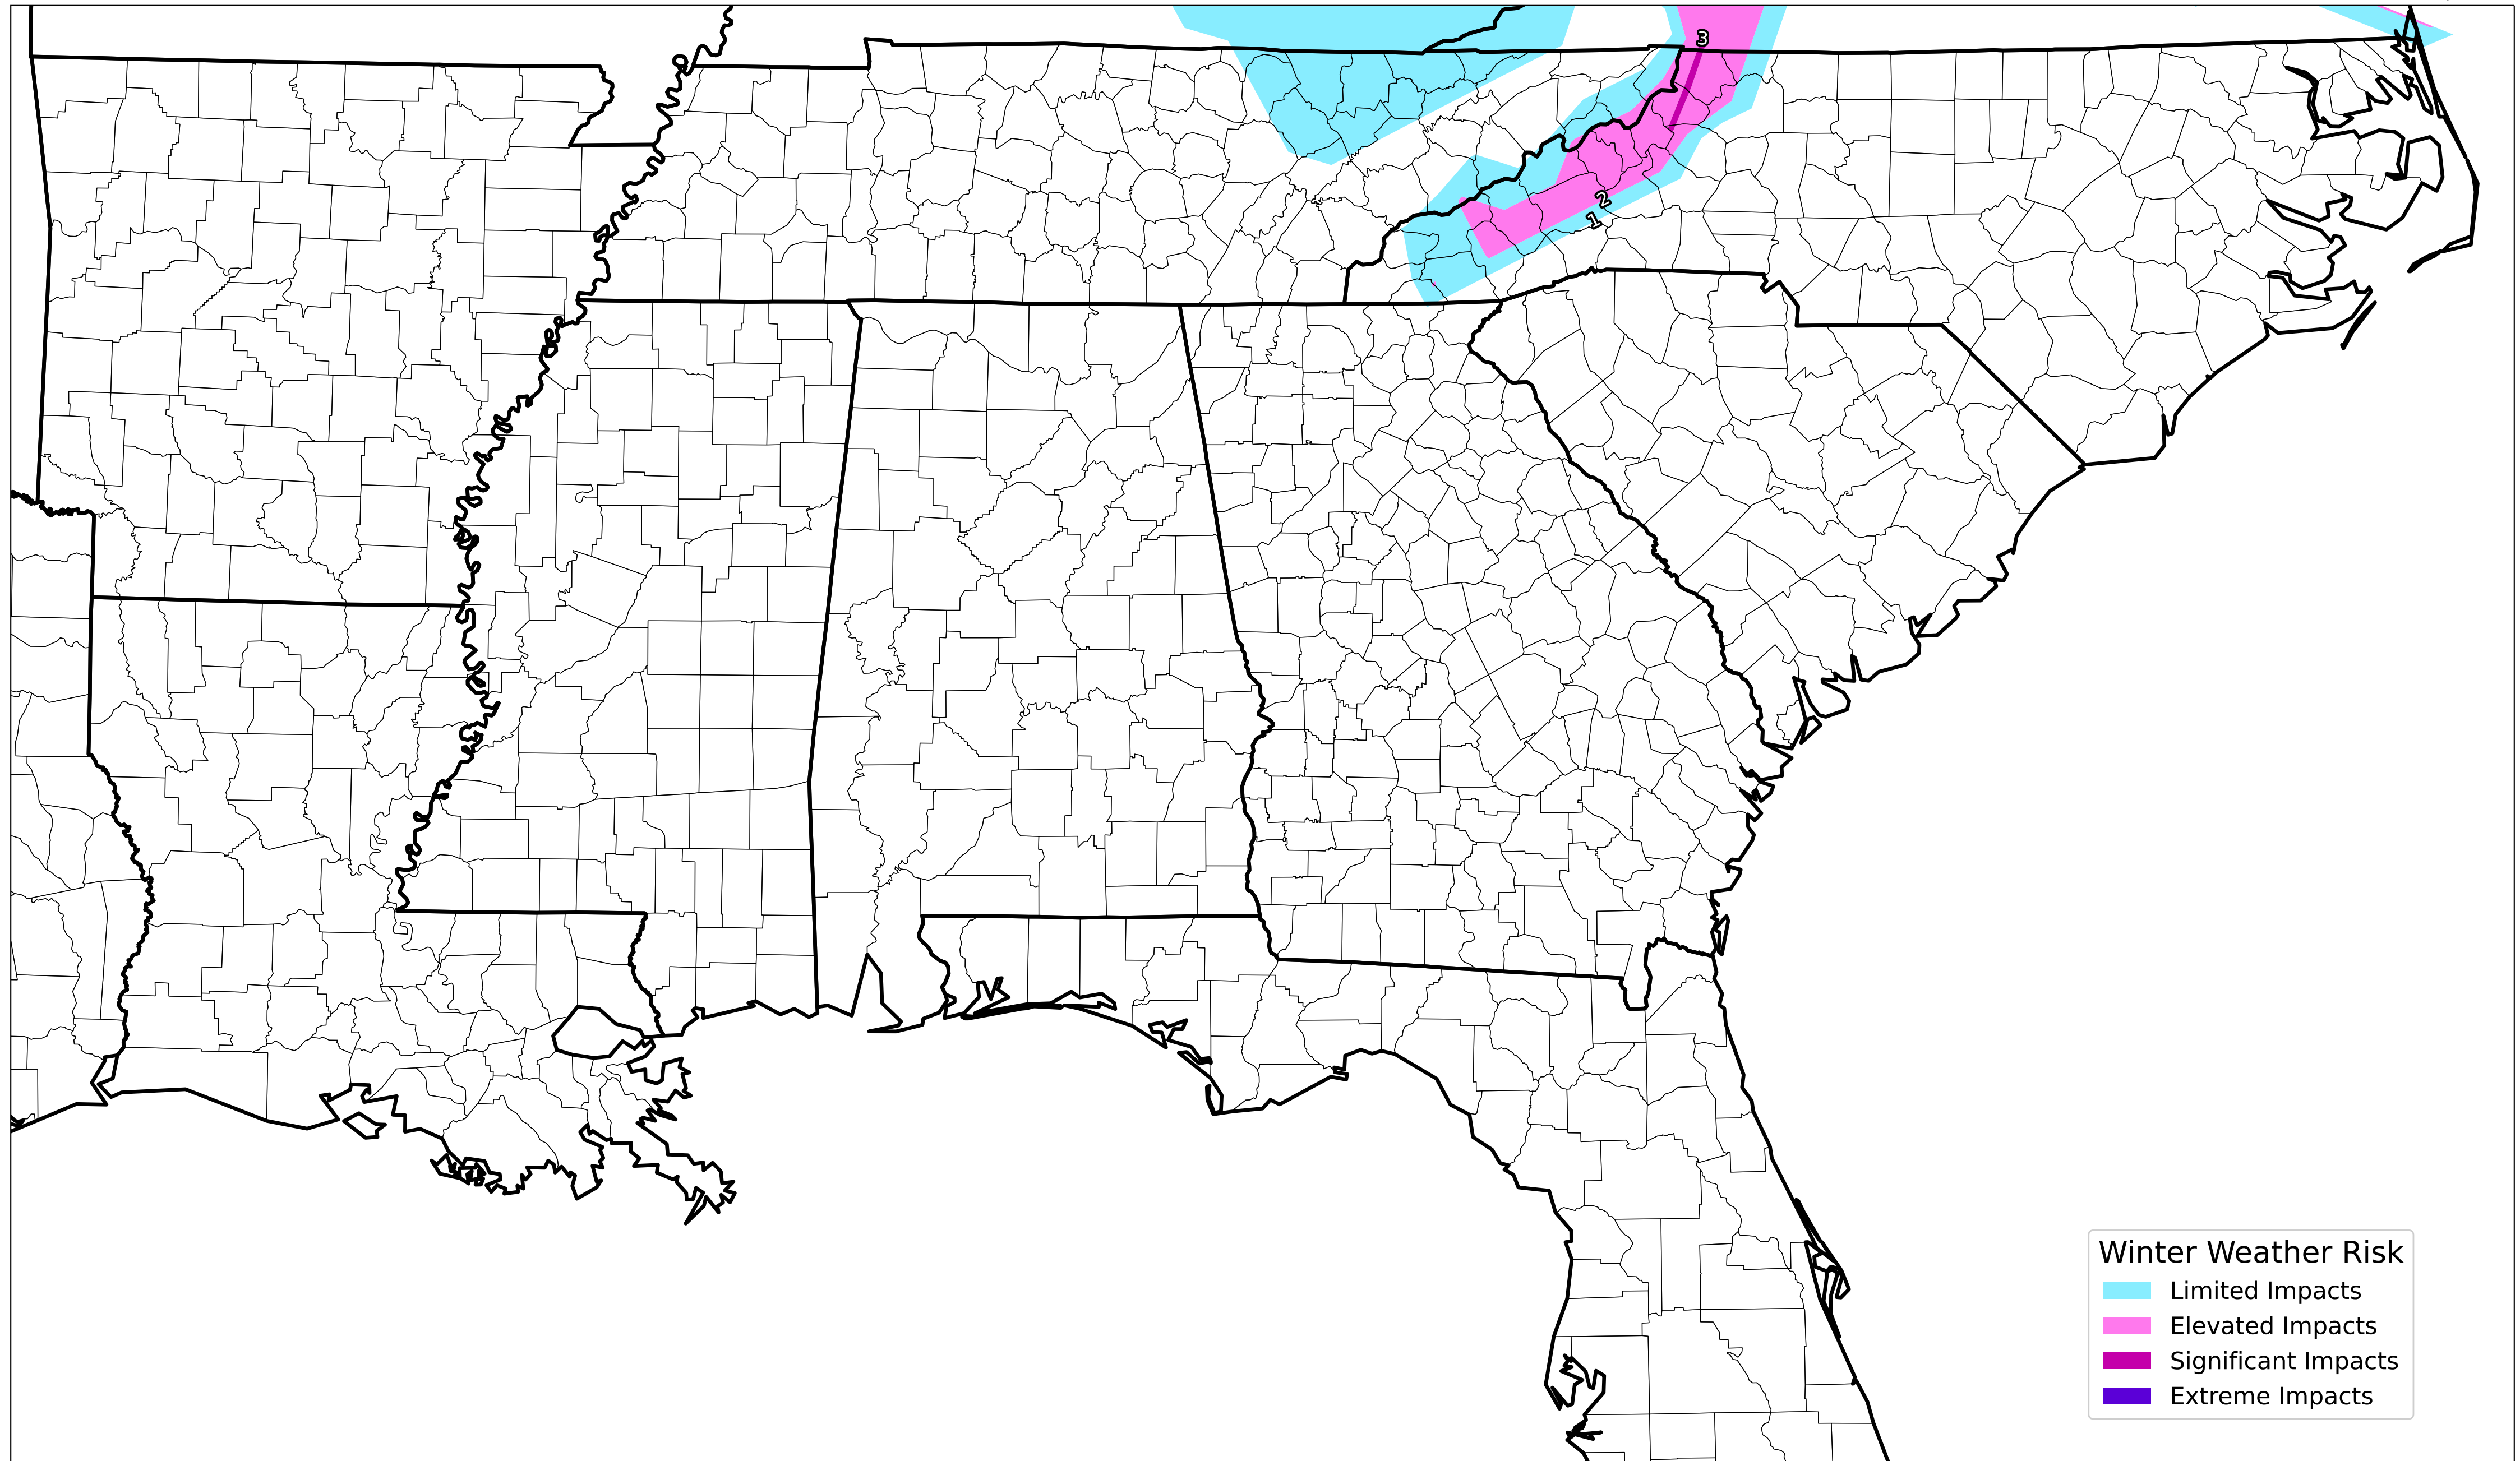 3
2
1
Winter Weather Risk
Limited Impacts
Elevated Impacts
Significant Impacts
Extreme Impacts